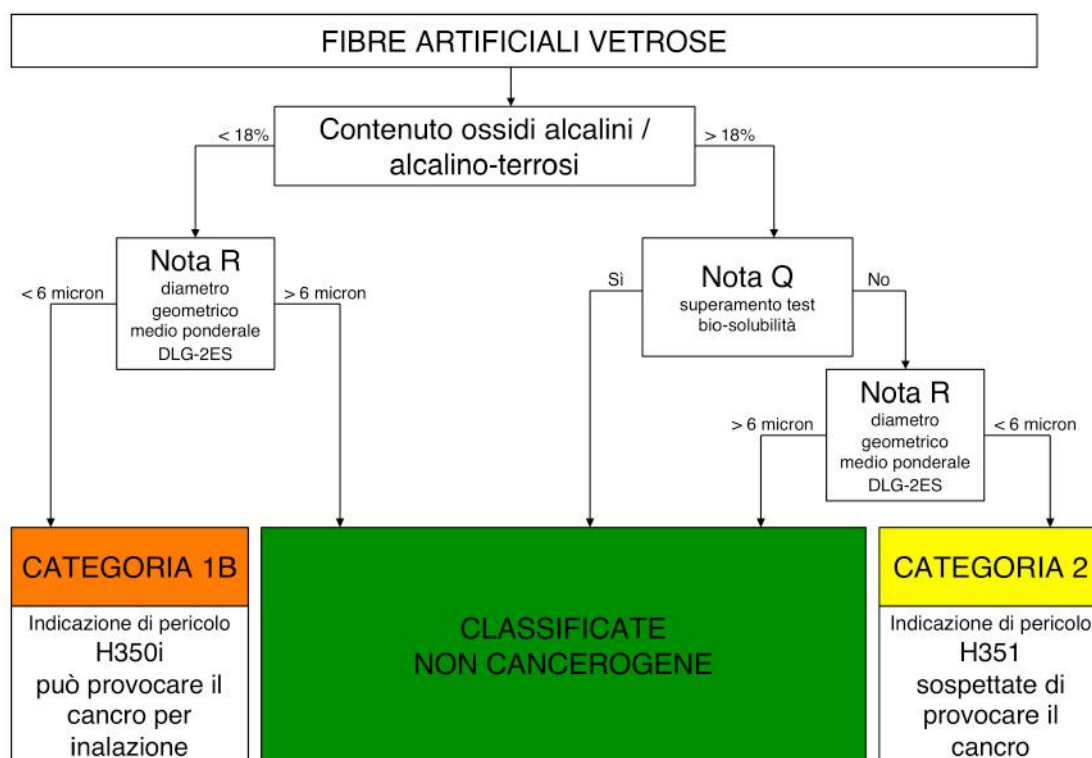 FIBRE ARTIFICIALI VETROSE
< 18%
Contenuto ossidi alcalini /
alcalino-terrosi
> 18%
< 6 micron
Nota R
diametro
geometrico
medio ponderale
DLG-2ES
> 6 micron
Sì
Nota Q
superamento test
bio-solubilità
No
> 6 micron
Nota R
diametro
geometrico
medio ponderale
DLG-2ES
< 6 micron
CATEGORIA 1B
Indicazione di pericolo
H350i
può provocare il
cancro per
inalazione
CLASSIFICATE
NON CANCEROGENE
CATEGORIA 2
Indicazione di pericolo
H351
sospettate di
provocare il
cancro